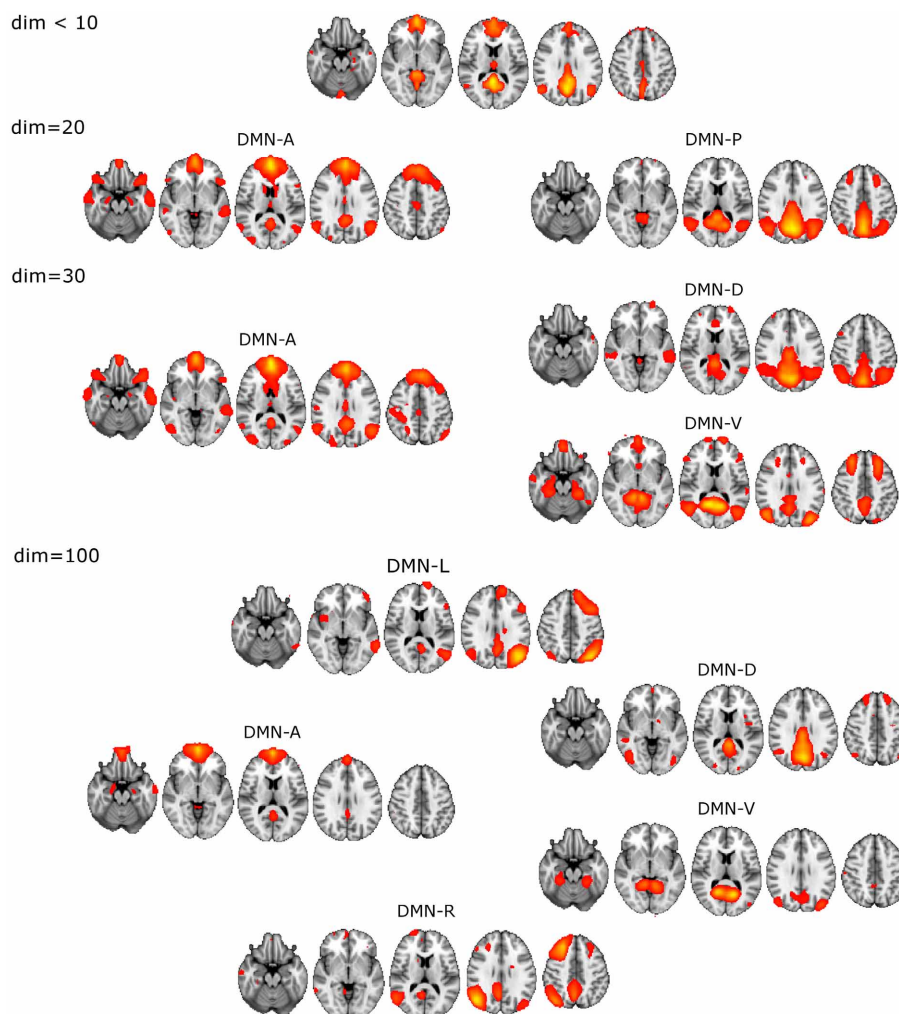 dim < 10
dim=20
DMN-A
DMN-P
dim=30
DMN-D
DMN-A
DMN-V
dim=100
DMN-L
DMN-D
DMN-A
DMN-V
DMN-R